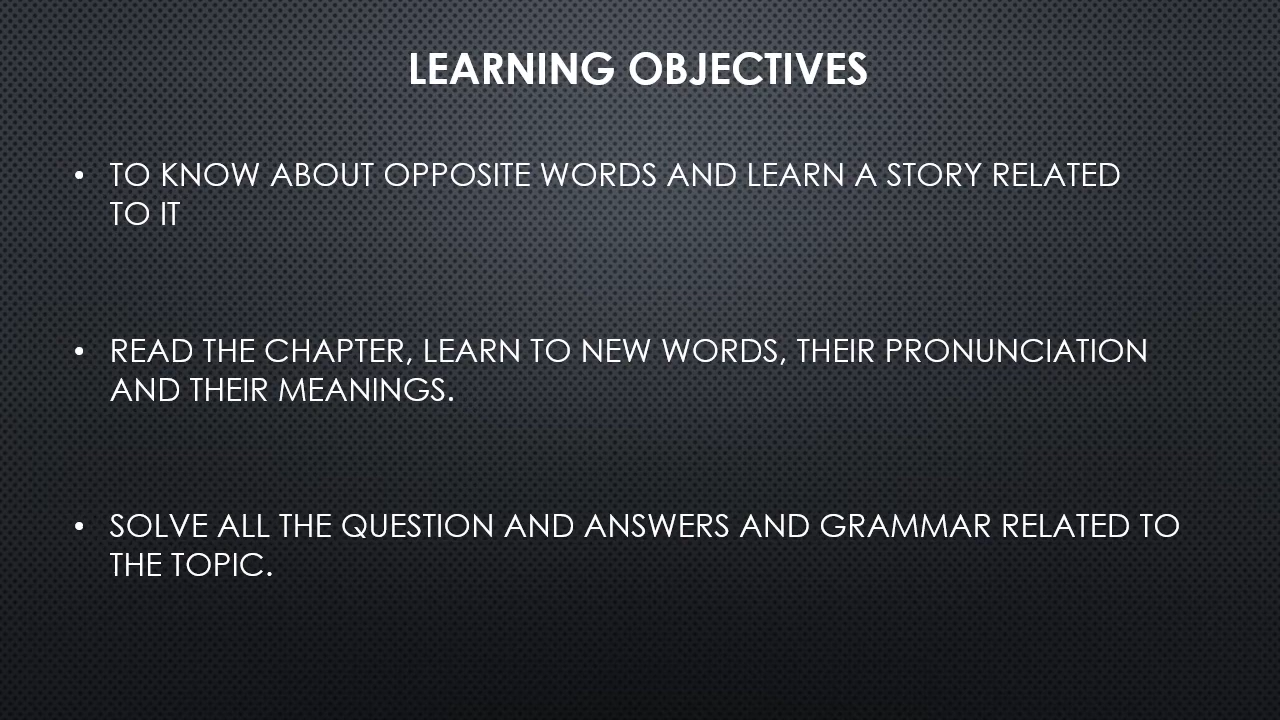 LEARNING OBJECTIVES
• TO KNOW ABOUT OPPOSITE WORDS AND LEARN A STORY RELATED
TO IT
• READ THE CHAPTER, LEARN TO NEW WORDS, THEIR PRONUNCIATION
AND THEIR MEANINGS.
• SOLVE ALL THE QUESTION AND ANSWERS AND GRAMMAR RELATED TO
THE TOPIC.